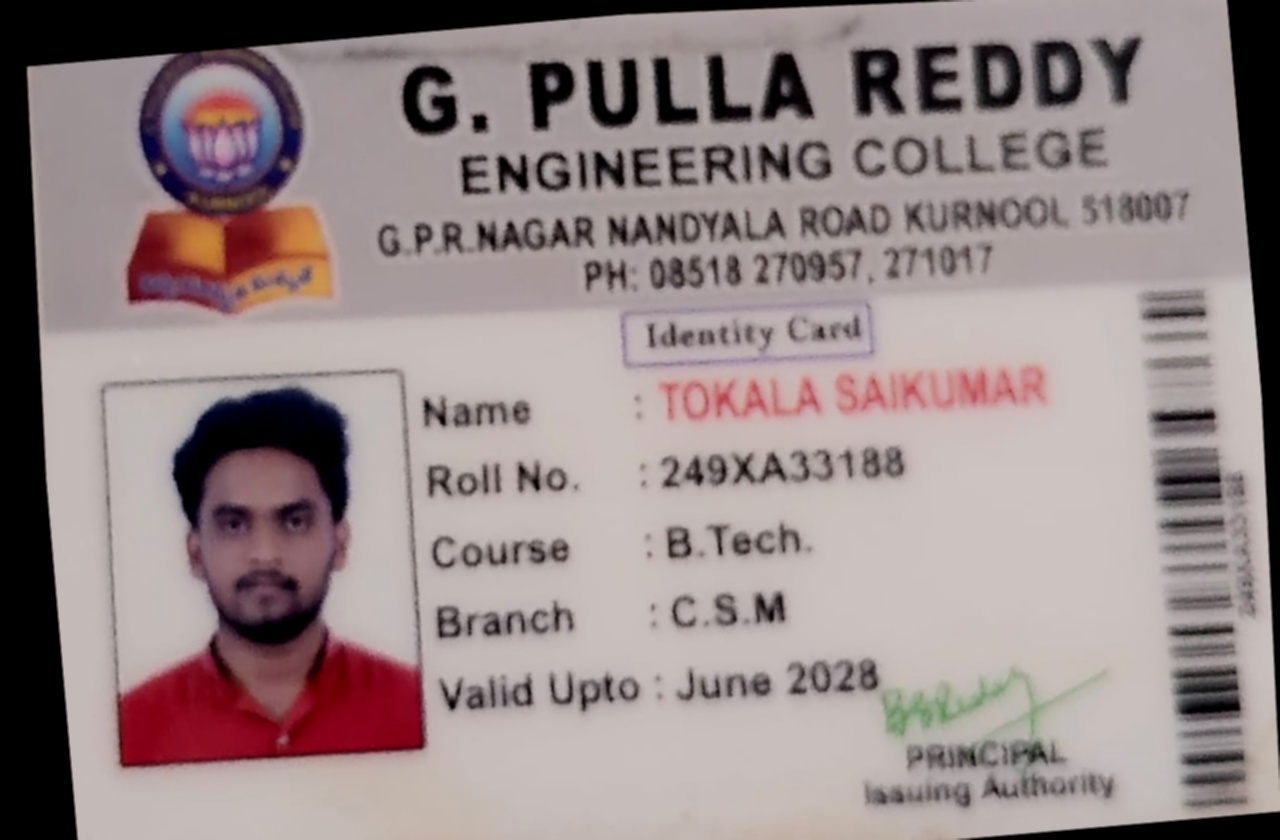 G. PULLA REDDY
ENGINEERING COLLEGE
G.P.R.NAGAR NANDYALA ROAD KURNOOL 518007
PH: 08518 270957, 271017
Identity Card
Name : TOKALA SAIKUMAR
Roll No. : 249XA33188
Course : B.Tech.
Branch : C.S.M
Valid Upto : June 2028
PRINCIPAL
Issuing Authority
249XA33188
KURNOOL